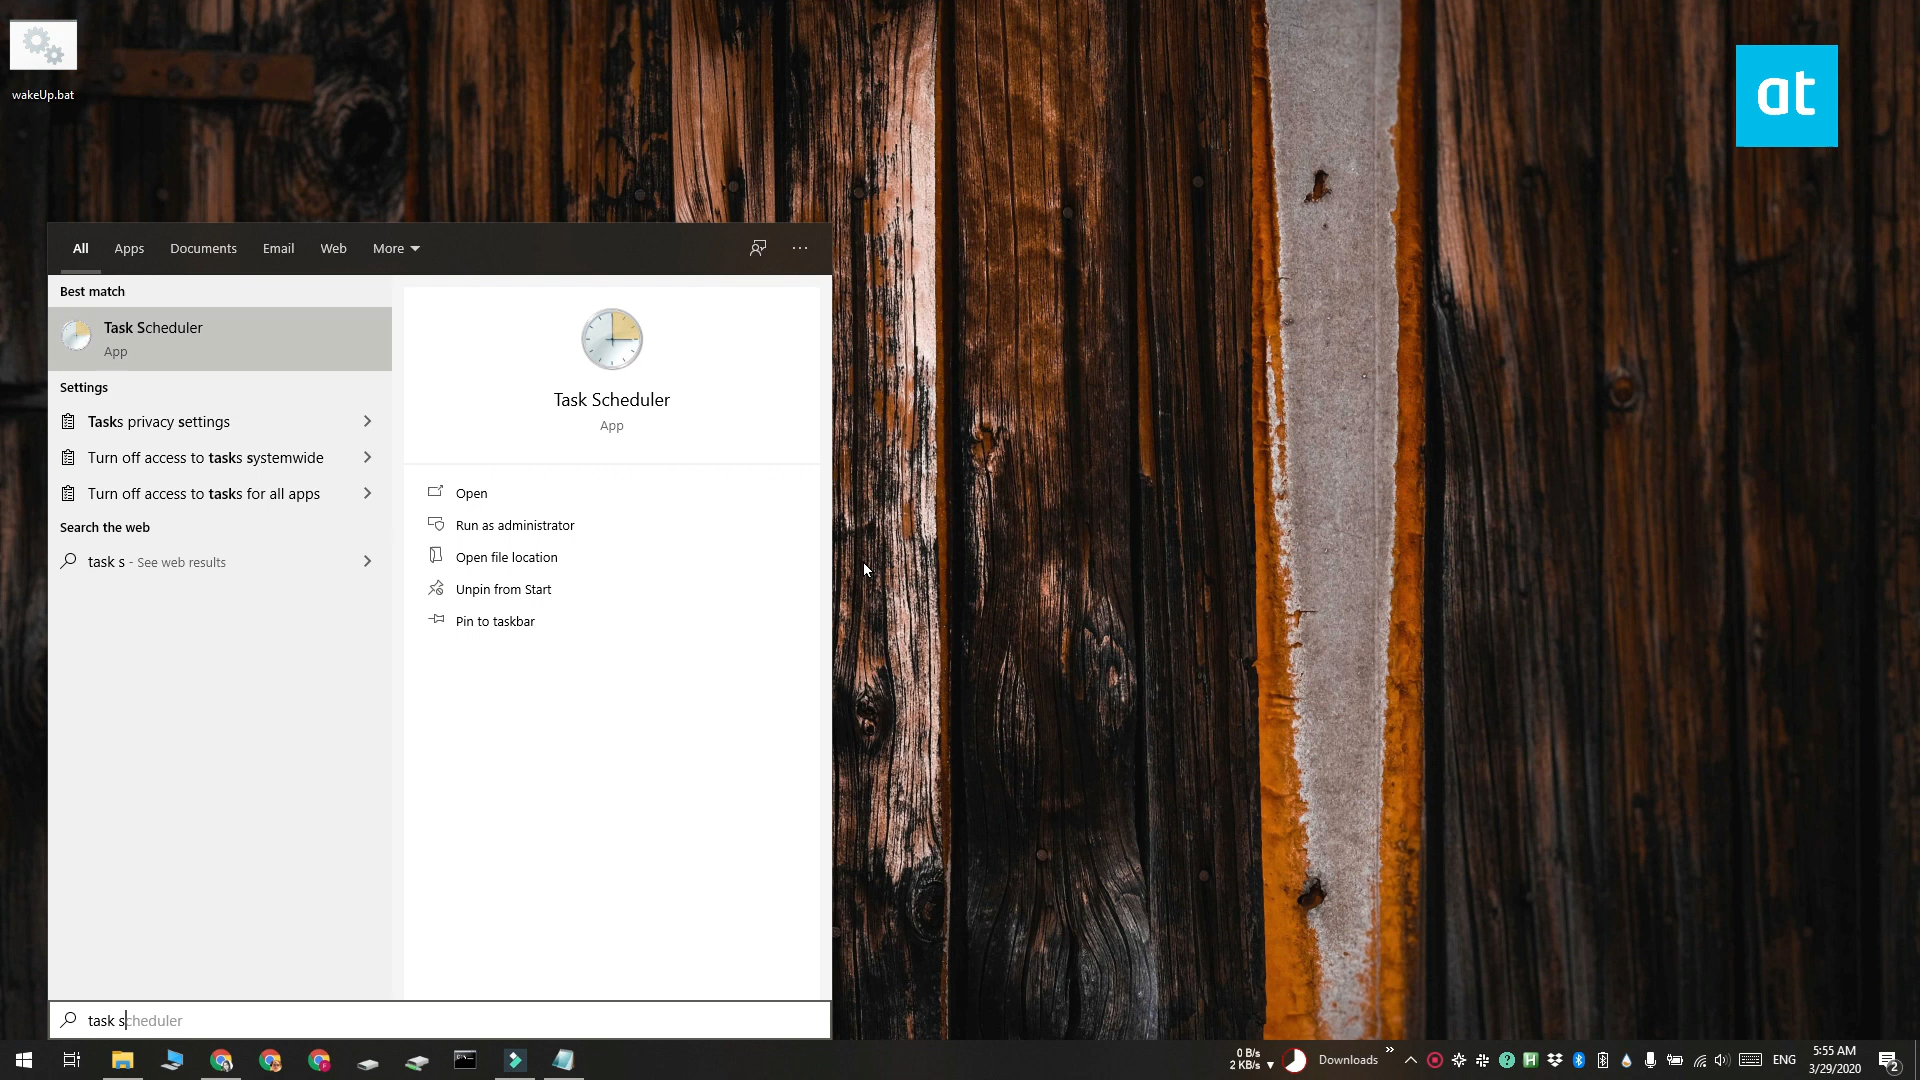 wakeUp.bat
at
All Apps Documents Email Web More
Best match
Task Scheduler
App
Settings
Tasks privacy settings
Turn off access to tasks systemwide
Turn off access to tasks for all apps
Search the web
task s - See web results
Task Scheduler
App
Open
Run as administrator
Open file location
Unpin from Start
Pin to taskbar
task scheduler
0 B/s
2 KB/s
Downloads
ENG
5:55 AM
3/29/2020
2